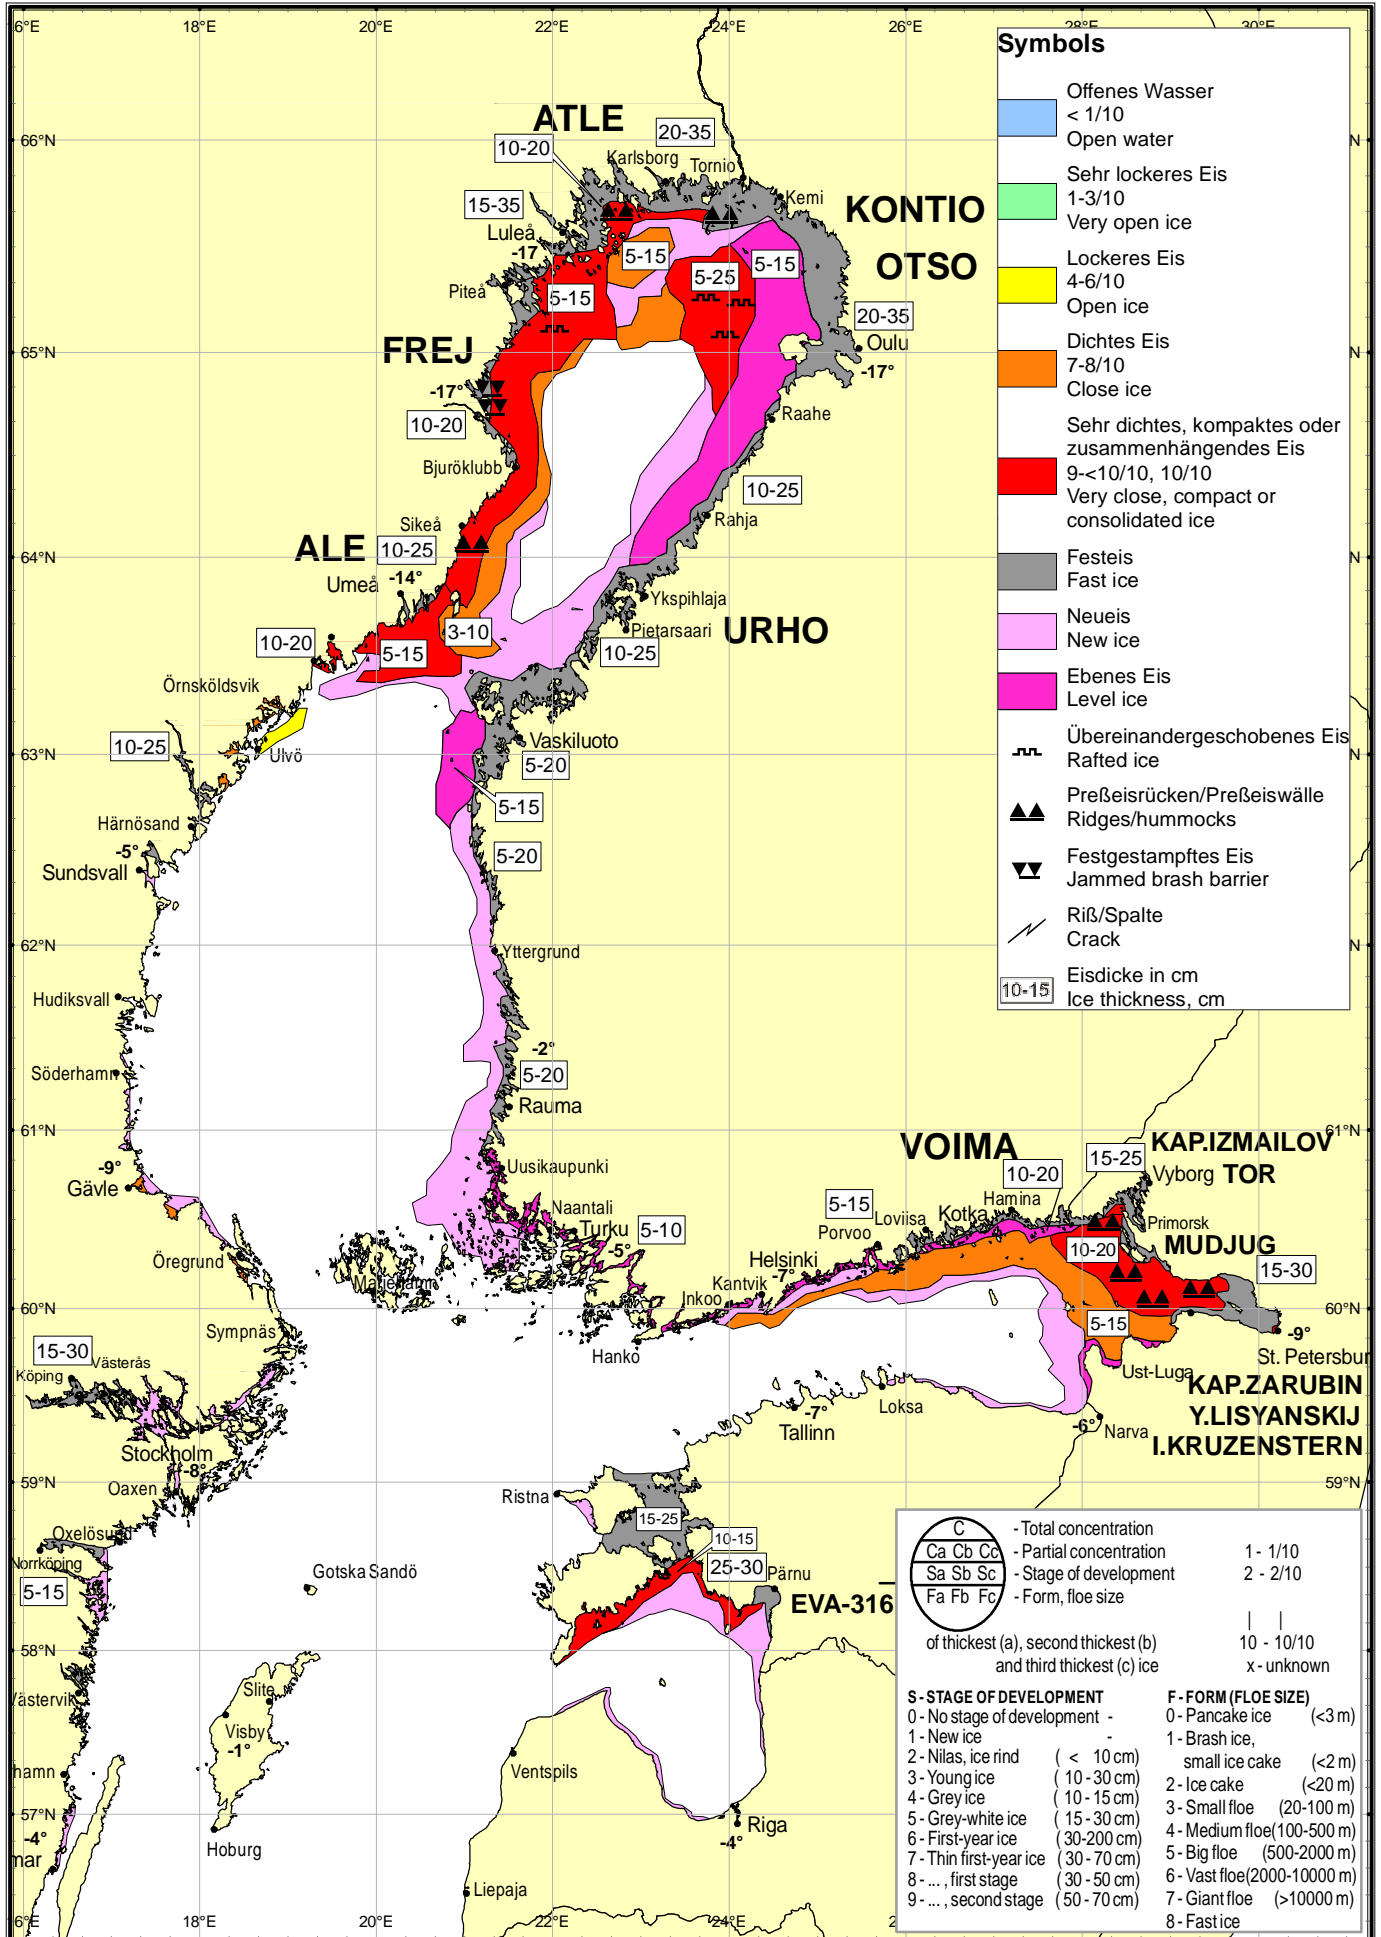 6°E
18°E
20°E
22°E
24°E
26°E
28°E
30°E
Symbols
Offenes Wasser
< 1/10
Open water
Sehr lockeres Eis
1-3/10
Very open ice
Lockeres Eis
4-6/10
Open ice
Dichtes Eis
7-8/10
Close ice
Sehr dichtes, kompaktes oder
zusammenhängendes Eis
9-<10/10, 10/10
Very close, compact or
consolidated ice
Festeis
Fast ice
Neueis
New ice
Ebenes Eis
Level ice
Übereinandergeschobenes Eis
Rafted ice
Preßeisrücken/Preßeiswälle
Ridges/hummocks
Festgestampftes Eis
Jammed brash barrier
Riß/Spalte
Crack
10-15
Eisdicke in cm
Ice thickness, cm
ATLE
20-35
66°N
10-20
Karlsborg
Tornio
Kemi
15-35
KONTIO
Luleå
-17
5-15
5-25
5-15
OTSO
Piteå
5-15
20-35
Oulu
65°N
FREJ
-17°
-17°
10-20
Raahe
Bjuröklubb
10-25
Sikeå
Rahja
ALE
10-25
64°N
Umeå
-14°
Ykspihlaja
3-10
Pietarsaari
URHO
10-20
5-15
10-25
Örnsköldsvik
10-25
Ulvö
Vaskiluoto
63°N
5-20
5-15
Härnösand
-5°
5-20
Sundsvall
62°N
Yttergrund
Hudiksvall
-2°
Söderhamn
5-20
Rauma
61°N
61°N
VOIMA
KAP.IZMAILOV
15-25
-9°
Uusikaupunki
10-20
Vyborg
TOR
Gävle
Hamina
Naantali
5-15
Loviisa
Kotka
Turku
5-10
Porvoo
Primorsk
-5°
10-20
MUDJUG
Öregrund
Helsinki
15-30
Mariehamn
-7°
Kantvik
Inkoo
60°N
60°N
5-15
Sympnäs
-9°
15-30
Västerås
Hanko
St. Petersbur
Köping
Ust-Luga
KAP.ZARUBIN
Loksa
-7°
Y.LISYANSKIJ
Tallinn
-6°
Narva
Stockholm
I.KRUZENSTERN
-8°
59°N
59°N
Oaxen
Ristna
15-25
Oxelösund
10-15
Norrköping
Gotska Sandö
25-30
Pärnu
5-15
EVA-316
58°N
Västervik
Slite
Visby
-1°
Ventspils
hamn
57°N
-4°
Riga
-4°
mar
Hoburg
Liepaja
6°E
18°E
20°E
22°E
24°E
C
- Total concentration
Ca Cb Cc
- Partial concentration
1 - 1/10
Sa Sb Sc
- Stage of development
2 - 2/10
Fa Fb Fc
- Form, floe size
of thickest (a), second thickest (b)
10 - 10/10
and third thickest (c) ice
x - unknown
S - STAGE OF DEVELOPMENT
0 - No stage of development -
1 - New ice -
2 - Nilas, ice rind ( < 10 cm)
3 - Young ice ( 10 - 30 cm)
4 - Grey ice ( 10 - 15 cm)
5 - Grey-white ice ( 15 - 30 cm)
6 - First-year ice (30-200 cm)
7 - Thin first-year ice ( 30 - 70 cm)
8 - ... , first stage ( 30 - 50 cm)
9 - ... , second stage ( 50 - 70 cm)
F - FORM (FLOE SIZE)
0 - Pancake ice (<3 m)
1 - Brash ice,
small ice cake (<2 m)
2 - Ice cake (<20 m)
3 - Small floe (20-100 m)
4 - Medium floe(100-500 m)
5 - Big floe (500-2000 m)
6 - Vast floe(2000-10000 m)
7 - Giant floe (>10000 m)
8 - Fast ice